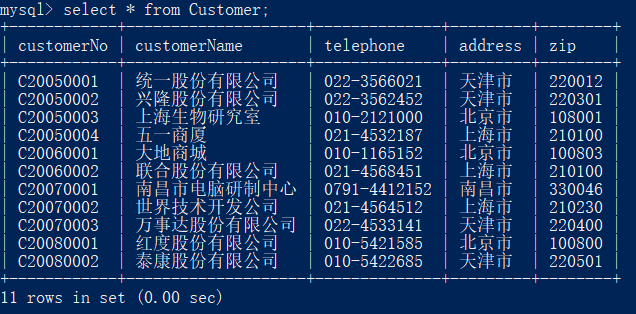 mysql> select * from Customer;
| customerNo | customerName | telephone | address | zip |
| C20050001 | 统一股份有限公司 | 022-3566021 | 天津市 | 220012 |
| C20050002 | 兴隆股份有限公司 | 022-3562452 | 天津市 | 220301 |
| C20050003 | 上海生物研究室 | 010-2121000 | 北京市 | 108001 |
| C20050004 | 五一商厦 | 021-4532187 | 上海市 | 210100 |
| C20060001 | 大地商城 | 010-1165152 | 北京市 | 100803 |
| C20060002 | 联合股份有限公司 | 021-4568451 | 上海市 | 210100 |
| C20070001 | 南昌市电脑研制中心 | 0791-4412152 | 南昌市 | 330046 |
| C20070002 | 世界技术开发公司 | 021-4564512 | 上海市 | 210230 |
| C20070003 | 万事达股份有限公司 | 022-4533141 | 天津市 | 220400 |
| C20080001 | 红度股份有限公司 | 010-5421585 | 北京市 | 100800 |
| C20080002 | 泰康股份有限公司 | 010-5422685 | 天津市 | 220501 |
11 rows in set (0.00 sec)